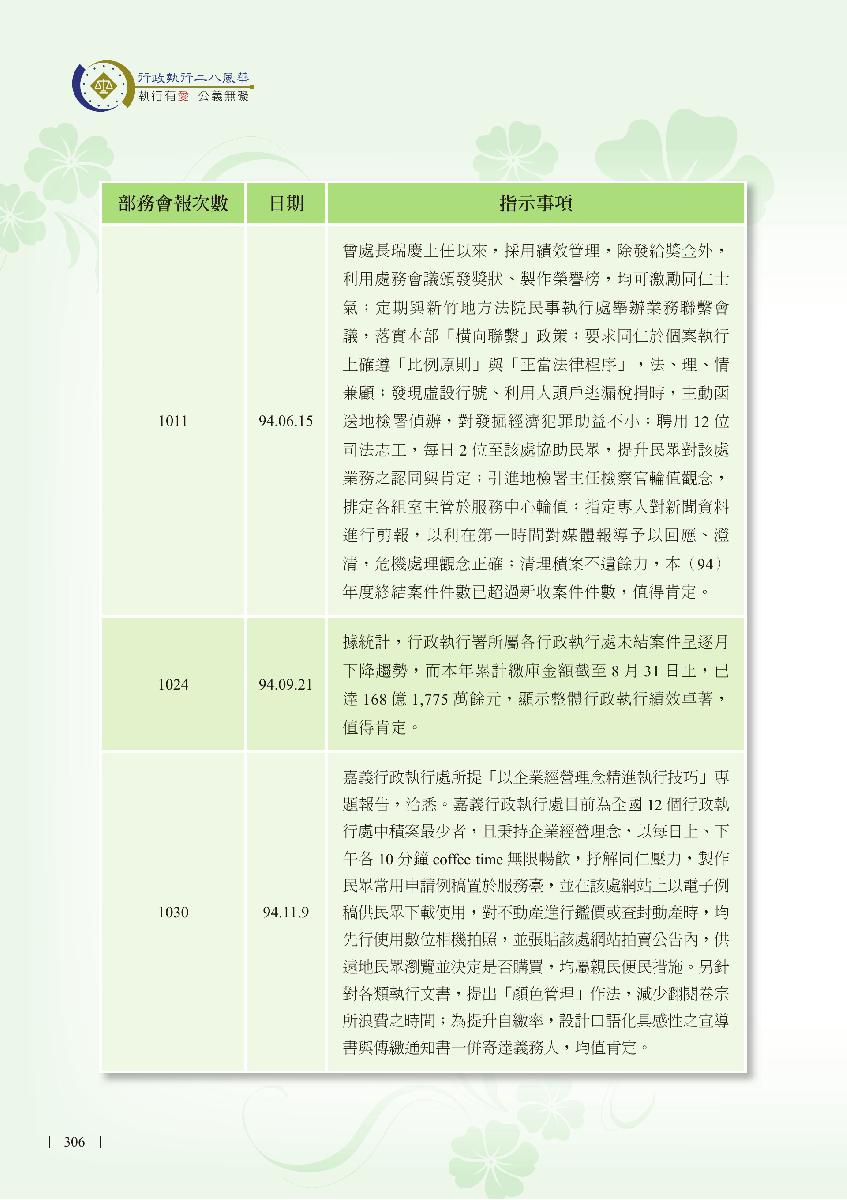 行政執行二八風華
執行有愛 公義無礙
部務會報次數 日期 指示事項
曾處長瑞慶上任以來，採用績效管理，除發給獎金外，
利用處務會議頒發獎狀、製作榮譽榜，均可激勵同仁士
氣；定期與新竹地方法院民事執行處舉辦業務聯繫會
議，落實本部「橫向聯繫」政策；要求同仁於個案執行
上確遵「比例原則」與「正當法律程序」，法、理、情
兼顧；發現虛設行號、利用人頭戶逃漏稅捐時，主動函
1011 94.06.15 送地檢署偵辦，對發掘經濟犯罪助益不小；聘用 12 位
司法志工，每日 2 位至該處協助民眾，提升民眾對該處
業務之認同與肯定；引進地檢署主任檢察官輪值觀念，
排定各組室主管於服務中心輪值；指定專人對新聞資料
進行剪報，以利在第一時間對媒體報導予以回應、澄
清，危機處理觀念正確；清理積案不遺餘力，本（94）
年度終結案件件數已超過新收案件件數，值得肯定。
據統計，行政執行署所屬各行政執行處未結案件呈逐月
下降趨勢，而本年累計繳庫金額截至 8 月 31 日止，已
1024 94.09.21 達 168 億 1,775 萬餘元，顯示整體行政執行績效卓著，
值得肯定。
嘉義行政執行處所提「以企業經營理念精進執行技巧」專
題報告，洽悉。嘉義行政執行處目前為全國 12 個行政執
行處中積案最少者，且秉持企業經營理念，以每日上、下
午各 10 分鐘 coffee time 無限暢飲，抒解同仁壓力，製作
民眾常用申請例稿置於服務臺，並在該處網站上以電子例
1030 94.11.9 稿供民眾下載使用，對不動產進行鑑價或查封動產時，均
先行使用數位相機拍照，並張貼該處網站拍賣公告內，供
遠地民眾瀏覽並決定是否購買，均屬親民便民措施。另針
對各類執行文書，提出「顏色管理」作法，減少翻閱卷宗
所浪費之時間；為提升自繳率，設計口語化具感性之宣導
書與傳繳通知書一併寄達義務人，均值肯定。
306